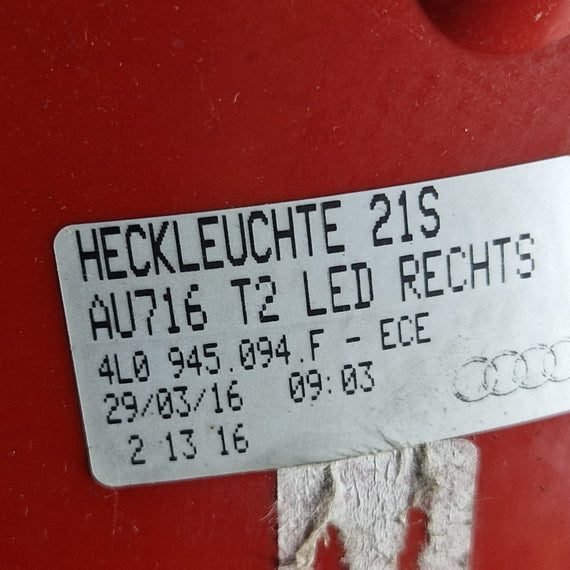 HECKLEUCHTE 21S
AU716 T2 LED RECHTS
4L0 945.094.F - ECE
29/03/16 09:03
2 13 16